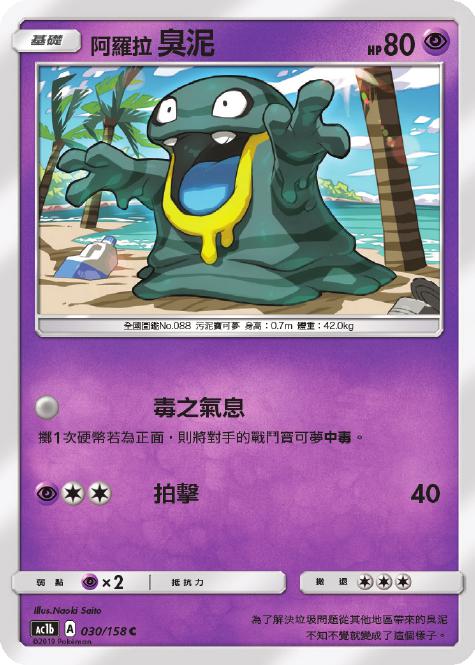 基礎 阿羅拉 臭泥 HP80
全國圖鑑No.088 污泥寶可夢 身高:0.7m 體重:42.0kg
毒之氣息
擲1次硬幣若為正面,則將對手的戰鬥寶可夢中毒。
拍擊 40
弱點 ×2 抵抗力 撤退
Illus.Naoki Saito
AC1b A 030/158 C
©2019 Pokémon
為了解決垃圾問題從其他地區帶來的臭泥
不知不覺就變成了這個樣子。